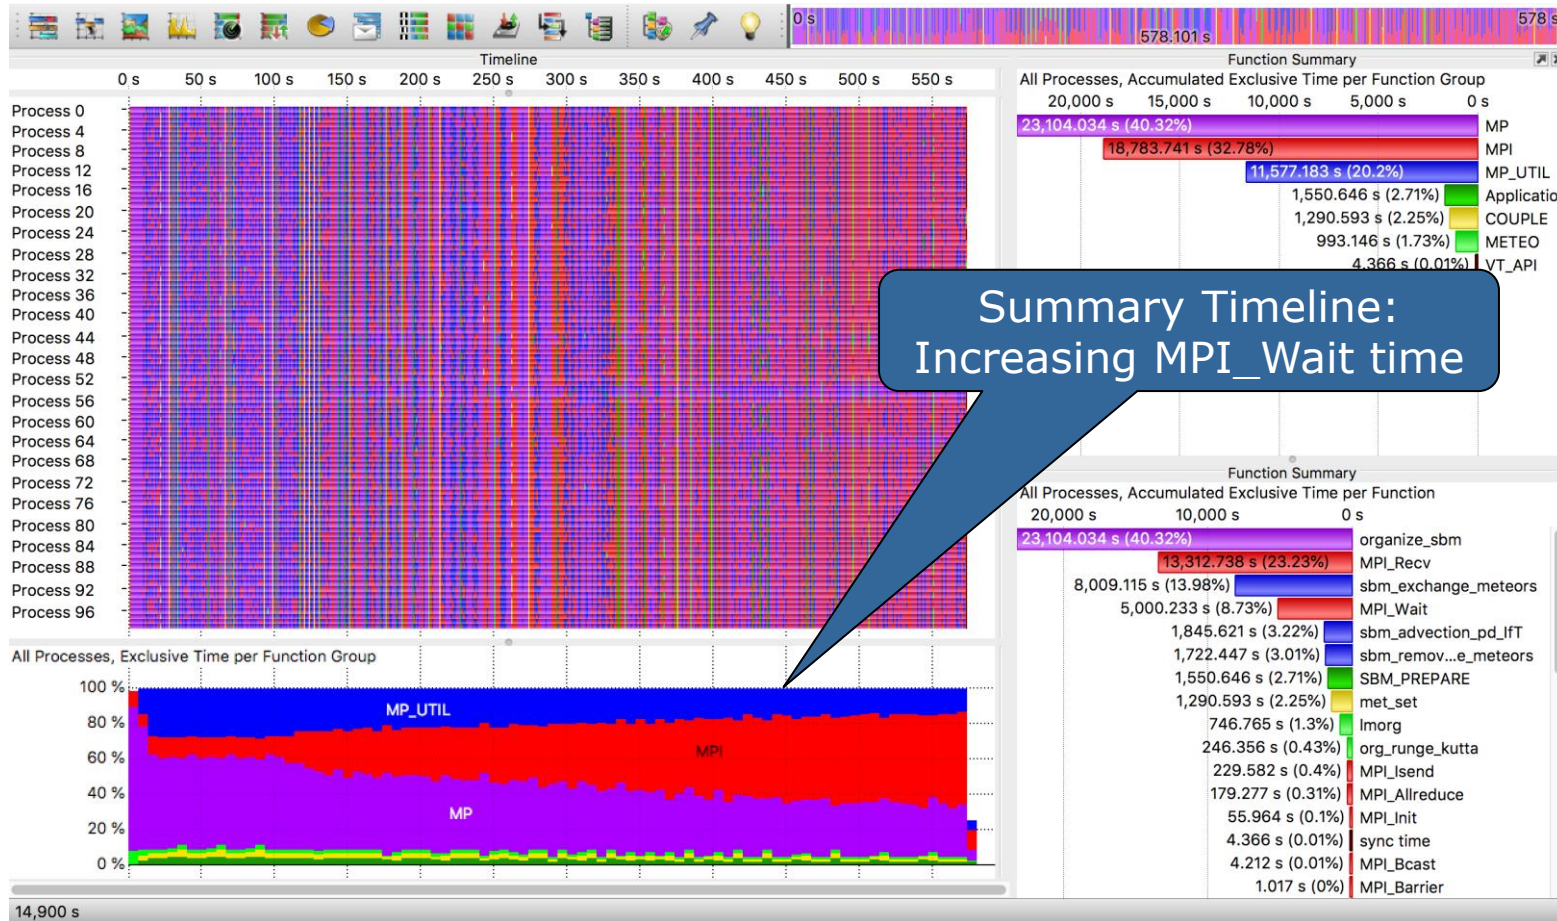 0 s
578 s
578.101 s
Timeline
0 s 50 s 100 s 150 s 200 s 250 s 300 s 350 s 400 s 450 s 500 s 550 s
Process 0
Process 4
Process 8
Process 12
Process 16
Process 20
Process 24
Process 28
Process 32
Process 36
Process 40
Process 44
Process 48
Process 52
Process 56
Process 60
Process 64
Process 68
Process 72
Process 76
Process 80
Process 84
Process 88
Process 92
Process 96
All Processes, Exclusive Time per Function Group
100 %
80 %
60 %
40 %
20 %
0 %
MP_UTIL
MPI
MP
Function Summary
All Processes, Accumulated Exclusive Time per Function Group
20,000 s 15,000 s 10,000 s 5,000 s 0 s
23,104.034 s (40.32%) MP
18,783.741 s (32.78%) MPI
11,577.183 s (20.2%) MP_UTIL
1,550.646 s (2.71%) Applicatio
1,290.593 s (2.25%) COUPLE
993.146 s (1.73%) METEO
4.366 s (0.01%) VT_API
Summary Timeline:
Increasing MPI_Wait time
Function Summary
All Processes, Accumulated Exclusive Time per Function
20,000 s 10,000 s 0 s
23,104.034 s (40.32%) organize_sbm
13,312.738 s (23.23%) MPI_Recv
8,009.115 s (13.98%) sbm_exchange_meteors
5,000.233 s (8.73%) MPI_Wait
1,845.621 s (3.22%) sbm_advection_pd_lfT
1,722.447 s (3.01%) sbm_remov...e_meteors
1,550.646 s (2.71%) SBM_PREPARE
1,290.593 s (2.25%) met_set
746.765 s (1.3%) lmorg
246.356 s (0.43%) org_runge_kutta
229.582 s (0.4%) MPI_Isend
179.277 s (0.31%) MPI_Allreduce
55.964 s (0.1%) MPI_Init
4.366 s (0.01%) sync time
4.212 s (0.01%) MPI_Bcast
1.017 s (0%) MPI_Barrier
14,900 s